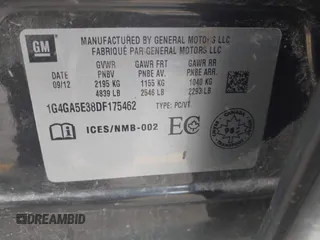 GM
MANUFACTURED BY GENERAL MOTORS LLC
FABRIQUÉ PAR GENERAL MOTORS LLC
DATE GVWR GAWR FRT GAWR RR
PNBV PNBE AV. PNBE ARR.
09/12 2195 KG 1155 KG 1040 KG
4839 LB 2546 LB 2293 LB
1G4GA5E38DF175462 TYPE: PC/VT
ICES/NMB-002
DREAMBID